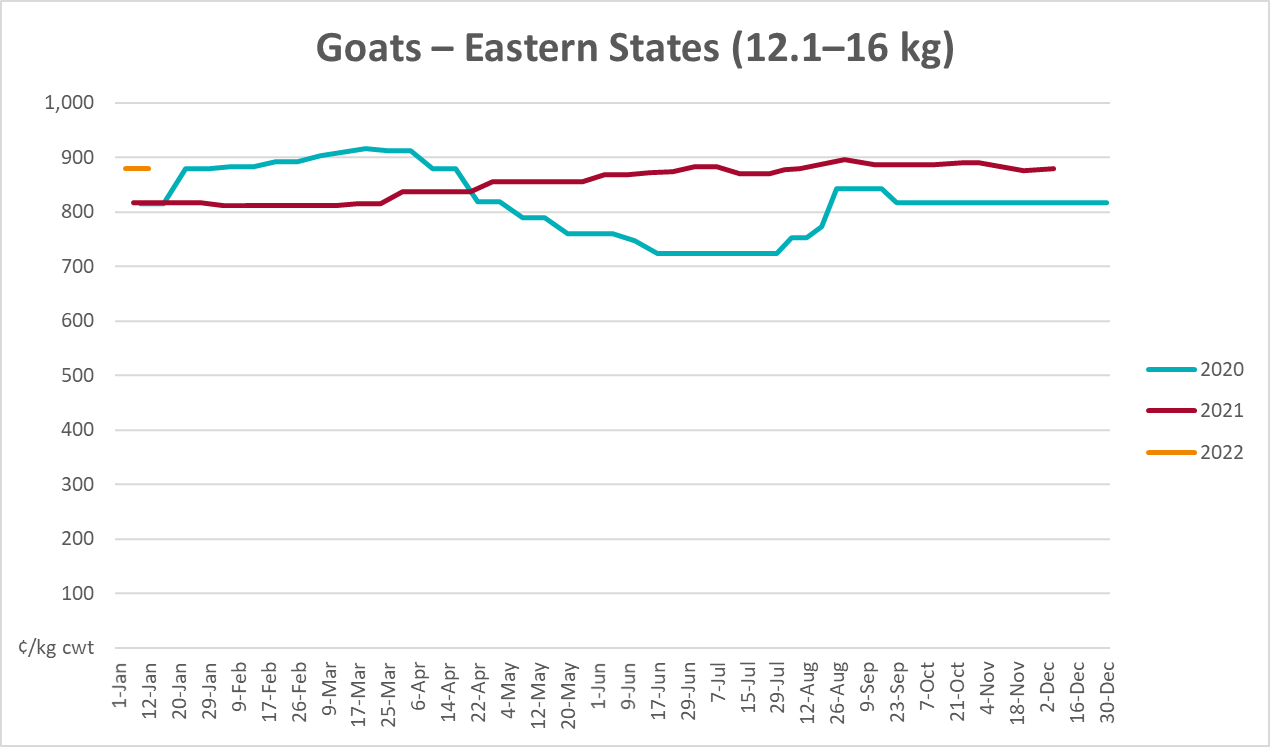 Goats – Eastern States (12.1–16 kg)
1,000
900
800
700
600
500
400
300
200
100
¢/kg cwt
1-Jan
12-Jan
20-Jan
29-Jan
9-Feb
17-Feb
26-Feb
9-Mar
17-Mar
25-Mar
6-Apr
14-Apr
22-Apr
4-May
12-May
20-May
1-Jun
9-Jun
17-Jun
29-Jun
7-Jul
15-Jul
29-Jul
12-Aug
26-Aug
9-Sep
23-Sep
7-Oct
21-Oct
4-Nov
18-Nov
2-Dec
16-Dec
30-Dec
2020
2021
2022